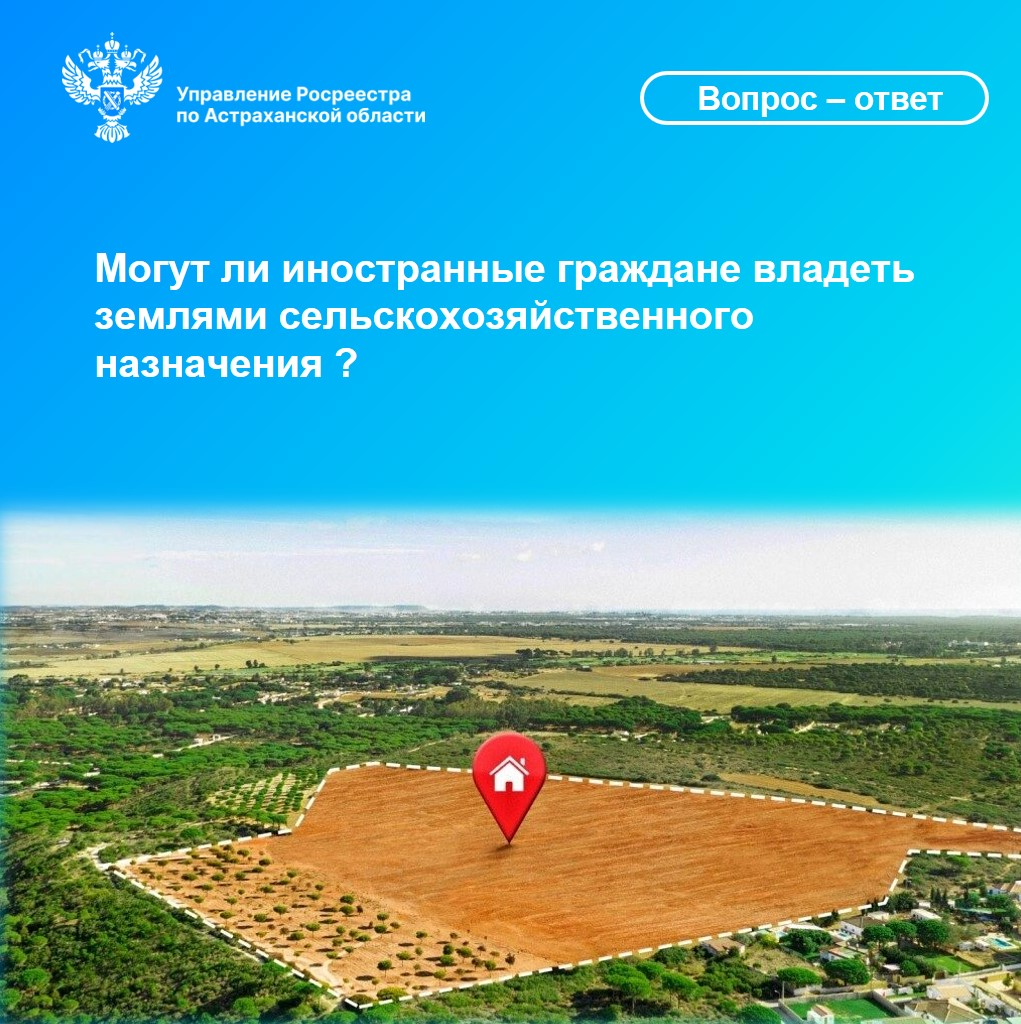 Управление Росреестра
по Астраханской области
Вопрос – ответ
Могут ли иностранные граждане владеть
землями сельскохозяйственного
назначения ?